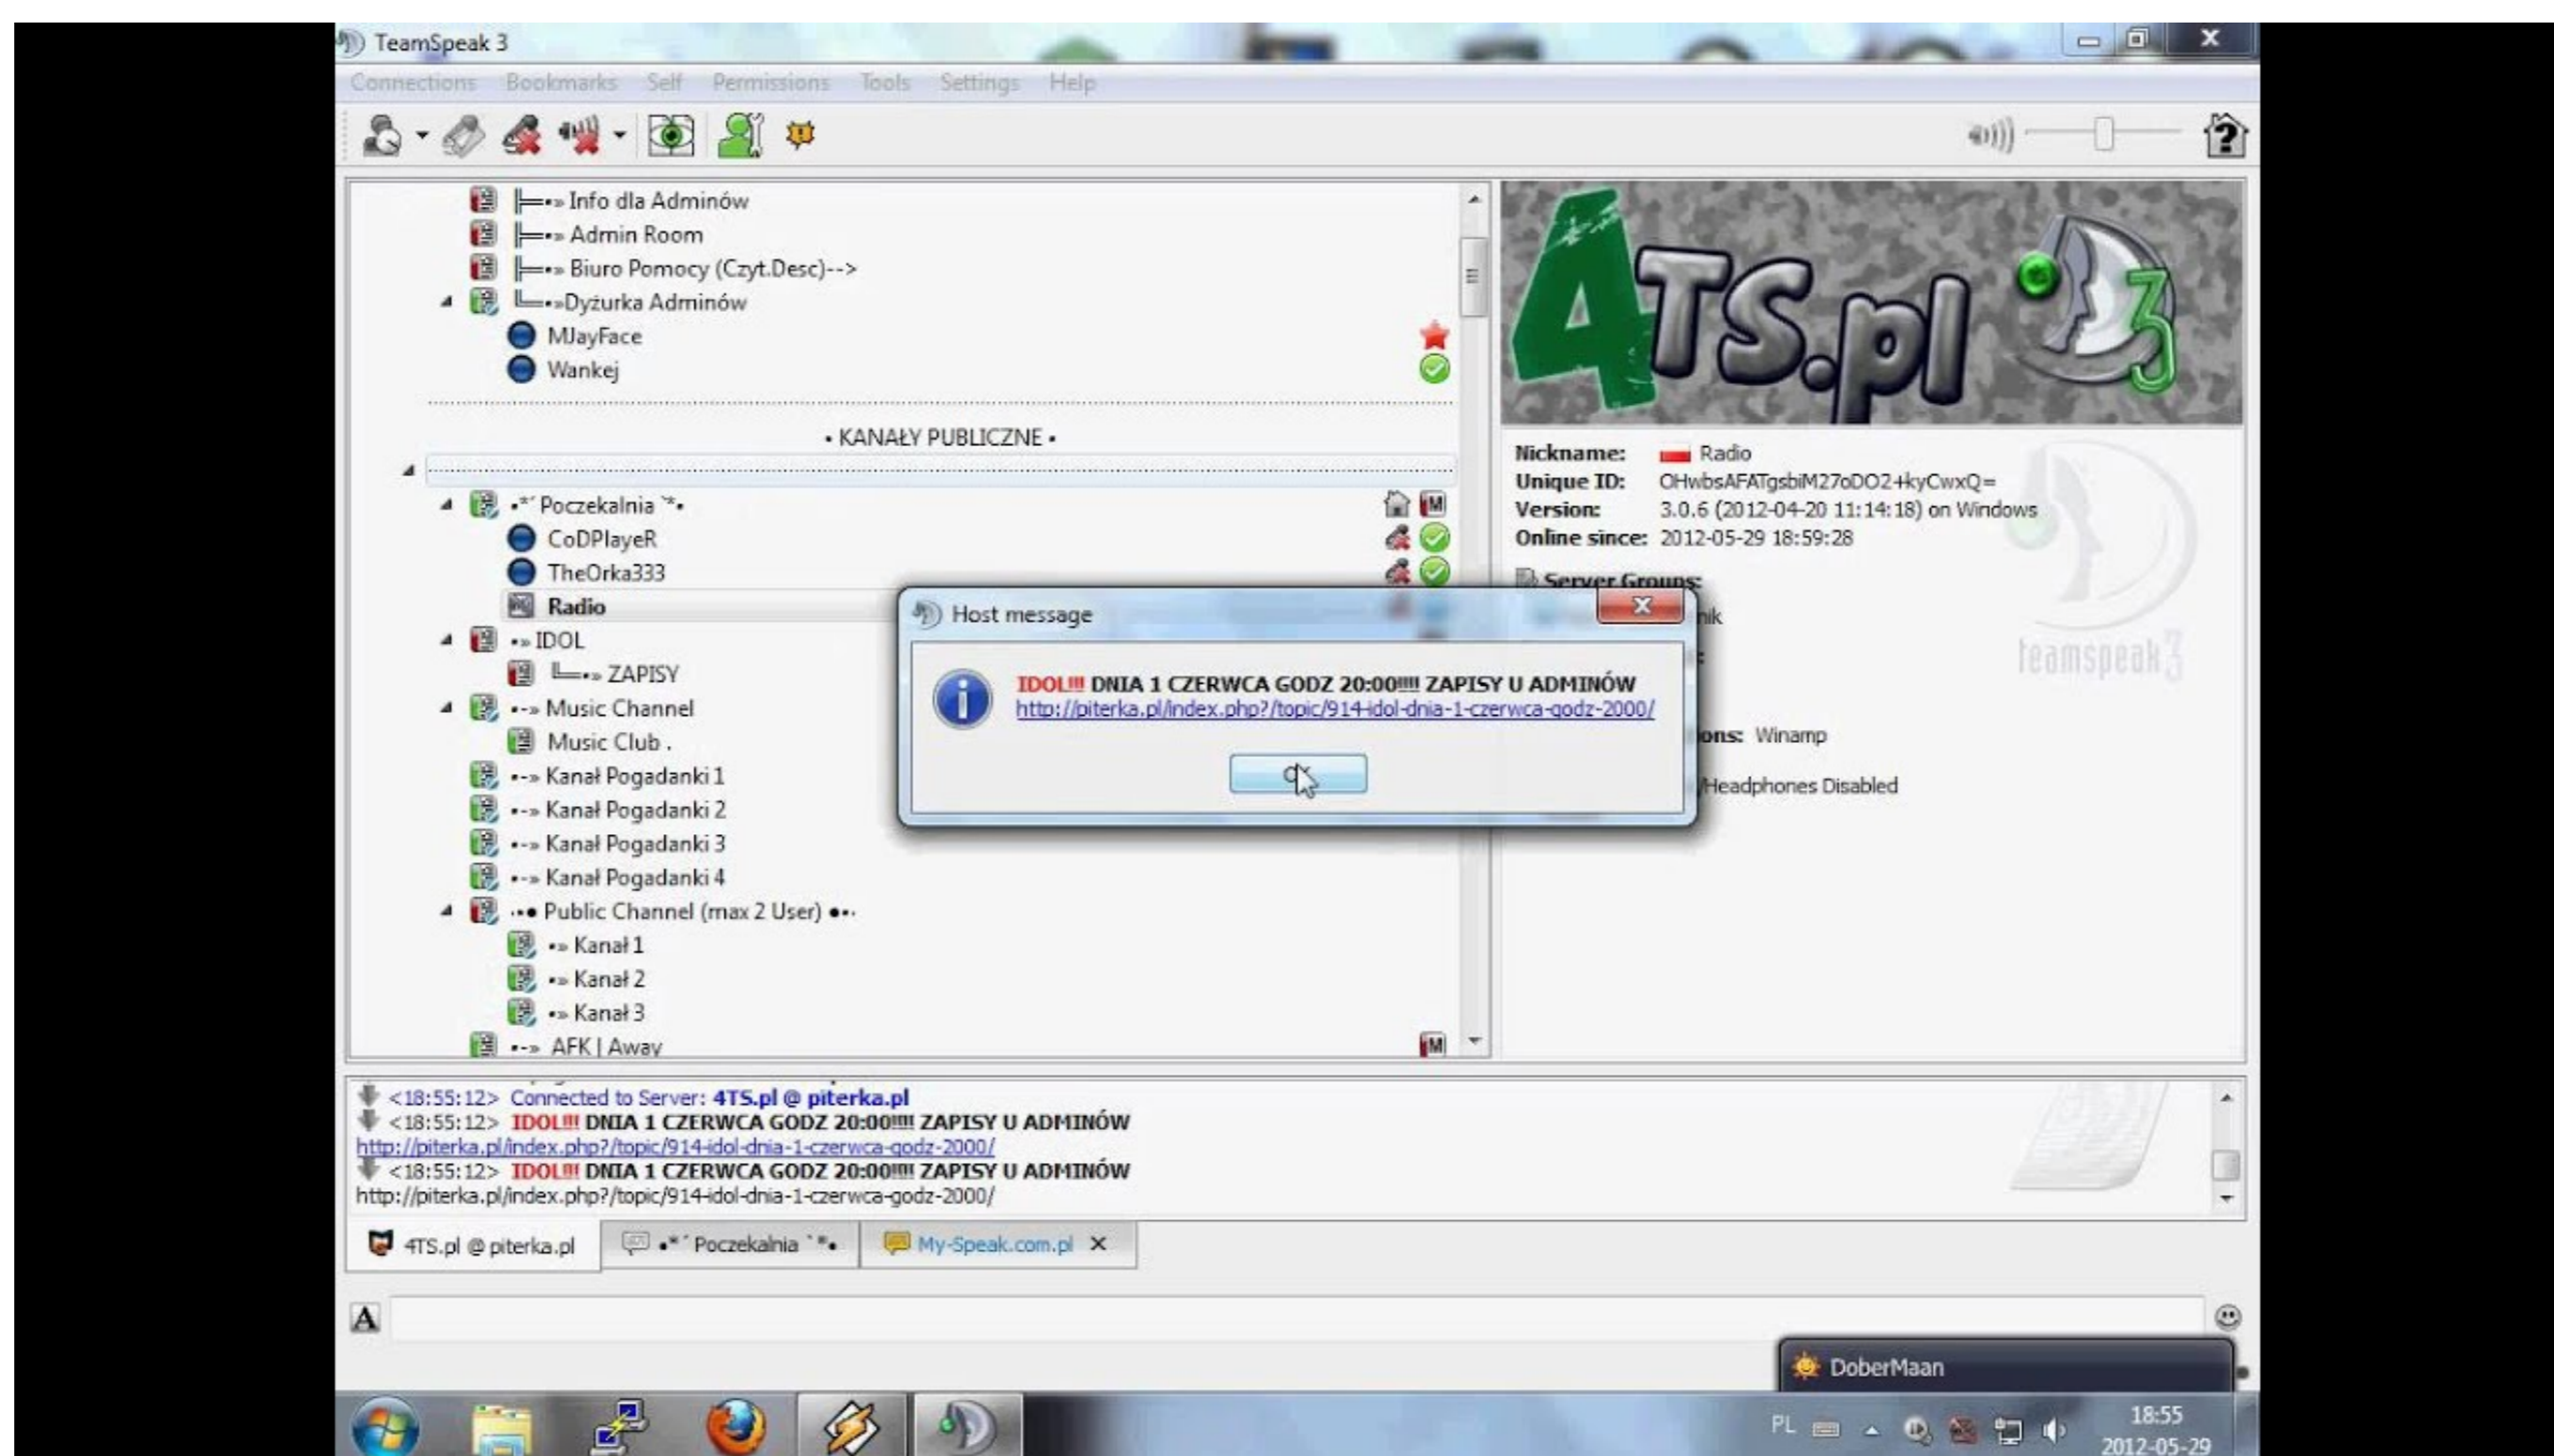 TeamSpeak 3
Connections Bookmarks Self Permissions Tools Settings Help
╠═•» Info dla Adminów
╠═•» Admin Room
╠═•» Biuro Pomocy (Czyt.Desc)-->
╚═•»Dyżurka Adminów
MJayFace
Wankej
• KANAŁY PUBLICZNE •
•*´ Poczekalnia `*•
CoDPlayeR
TheOrka333
Radio
•» IDOL
╚═•» ZAPISY
•-» Music Channel
Music Club .
•-» Kanał Pogadanki 1
•-» Kanał Pogadanki 2
•-» Kanał Pogadanki 3
•-» Kanał Pogadanki 4
··• Public Channel (max 2 User) •··
•» Kanał 1
•» Kanał 2
•» Kanał 3
•-» AFK | Away
4TS.pl 3
Nickname: Radio
Unique ID: OHwbsAFATgsbiM27oDO2+kyCwxQ=
Version: 3.0.6 (2012-04-20 11:14:18) on Windows
Online since: 2012-05-29 18:59:28
Server Groups:
nik
ons: Winamp
/Headphones Disabled
teamspeak 3
Host message
IDOL!!! DNIA 1 CZERWCA GODZ 20:00!!!! ZAPISY U ADMINÓW
http://piterka.pl/index.php?/topic/914-idol-dnia-1-czerwca-godz-2000/
<18:55:12> Connected to Server: 4TS.pl @ piterka.pl
<18:55:12> IDOL!!! DNIA 1 CZERWCA GODZ 20:00!!!! ZAPISY U ADMINÓW
http://piterka.pl/index.php?/topic/914-idol-dnia-1-czerwca-godz-2000/
<18:55:12> IDOL!!! DNIA 1 CZERWCA GODZ 20:00!!!! ZAPISY U ADMINÓW
http://piterka.pl/index.php?/topic/914-idol-dnia-1-czerwca-godz-2000/
4TS.pl @ piterka.pl
•*´ Poczekalnia `*•
My-Speak.com.pl
A
DoberMaan
PL
18:55
2012-05-29